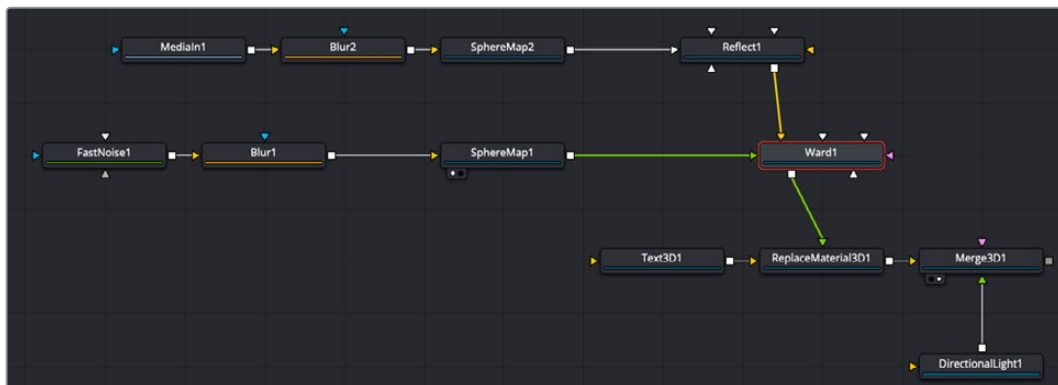 MediaIn1
Blur2
SphereMap2
Reflect1
FastNoise1
Blur1
SphereMap1
Ward1
Text3D1
ReplaceMaterial3D1
Merge3D1
DirectionalLight1